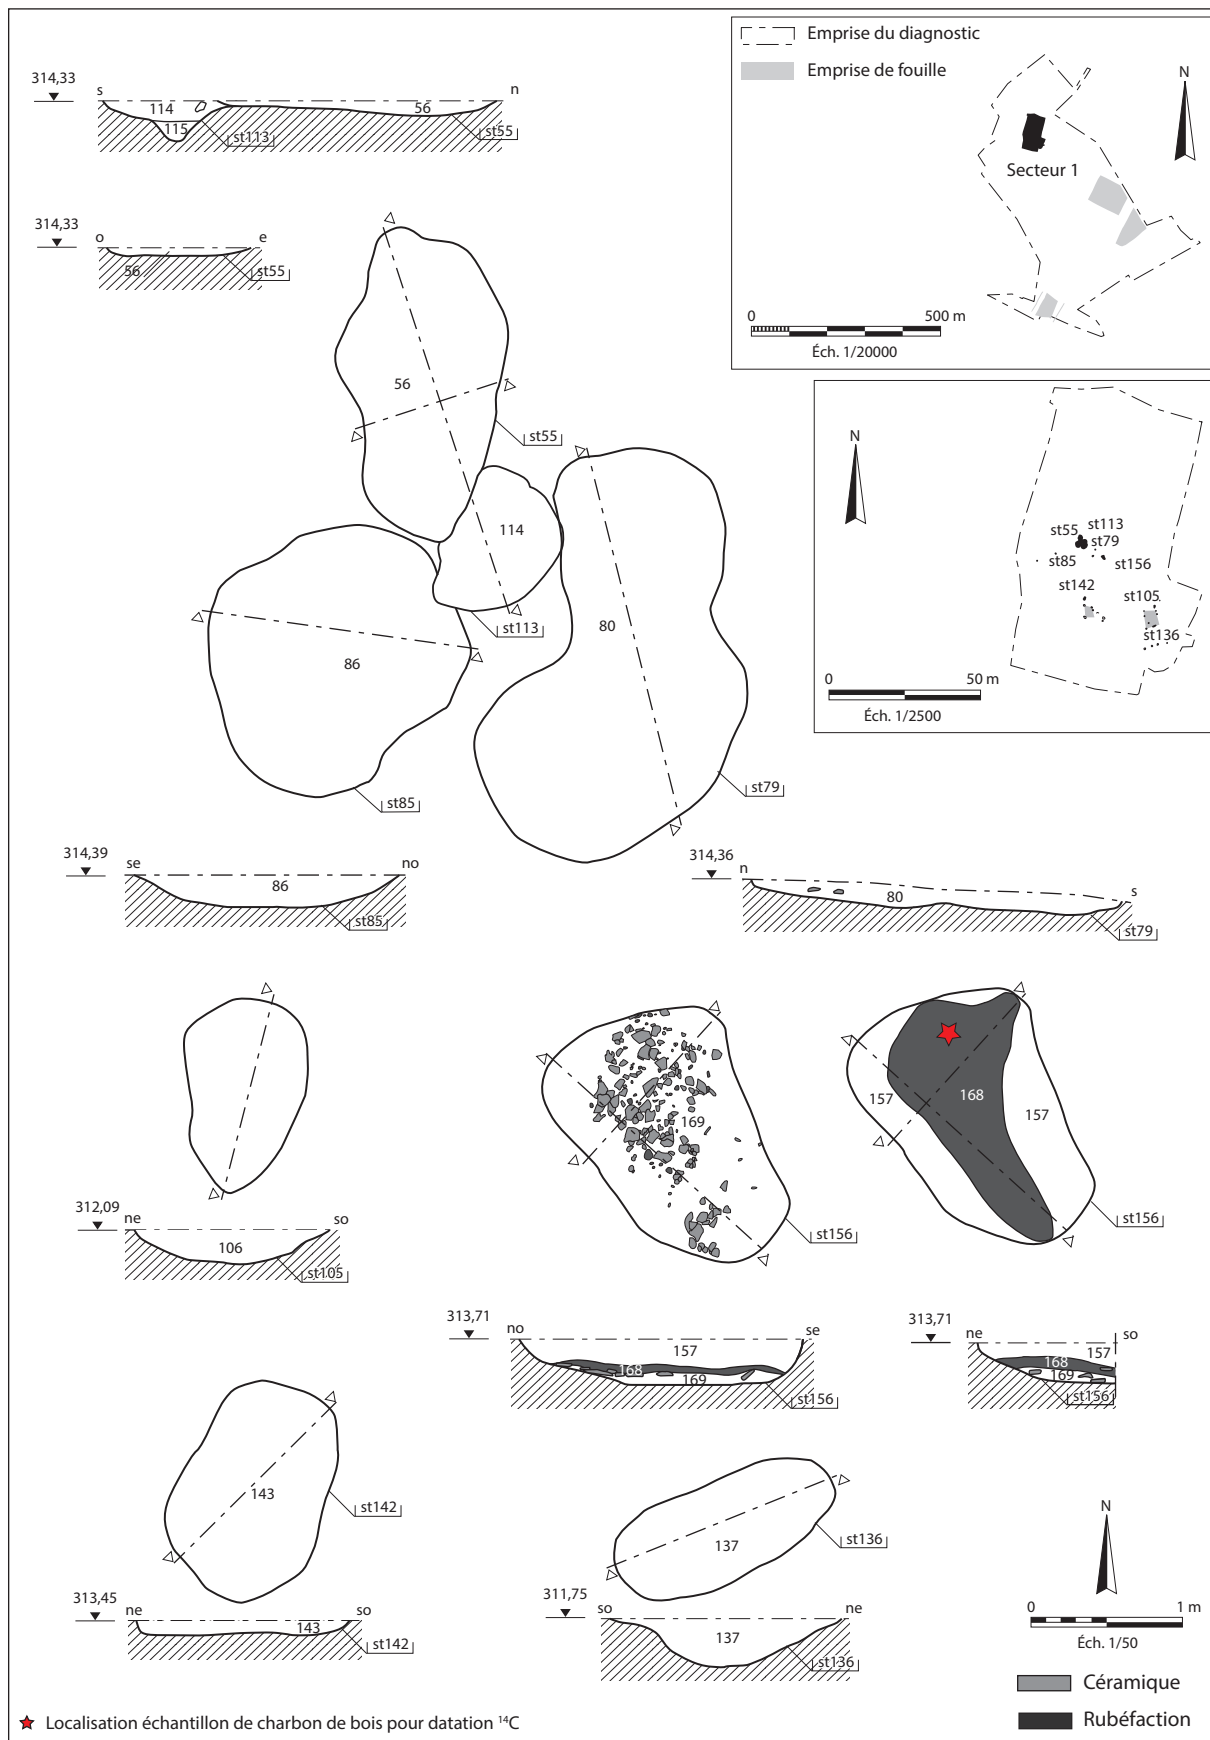 314,33
s
n
114
56
115
st113
st55
314,33
o
e
56
st55
Emprise du diagnostic
Emprise de fouille
N
Secteur 1
0
500 m
Éch. 1/20000
N
st55
st113
st79
st85
st156
st142
st105
st136
0
50 m
Éch. 1/2500
56
st55
114
st113
80
86
st85
st79
314,39
se
no
86
st85
314,36
n
s
80
st79
312,09
ne
so
106
st105
169
st156
157
168
157
st156
313,71
no
se
157
168
169
st156
313,71
ne
so
157
168
169
st156
143
st142
313,45
ne
so
143
st142
137
st136
311,75
so
ne
137
st136
N
0
1 m
Éch. 1/50
Céramique
Rubéfaction
Localisation échantillon de charbon de bois pour datation ¹⁴C